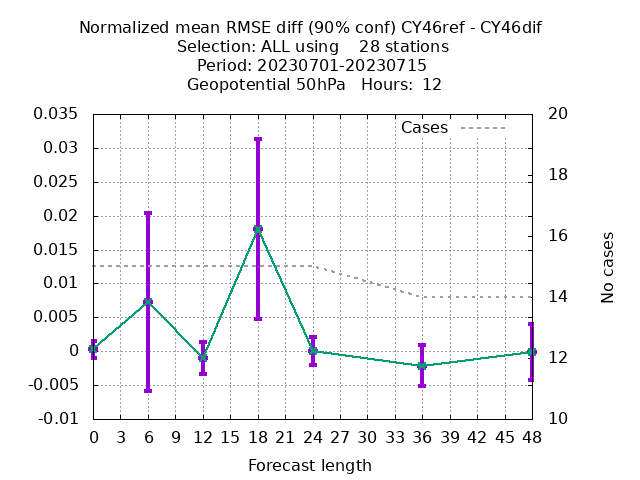 Normalized mean RMSE diff (90% conf) CY46ref - CY46dif
Selection: ALL using    28 stations
Period: 20230701-20230715
Geopotential 50hPa   Hours:  12
Cases
0.035
0.03
0.025
0.02
0.015
0.01
0.005
0
-0.005
-0.01
20
18
16
14
12
10
No cases
0 3 6 9 12 15 18 21 24 27 30 33 36 39 42 45 48
Forecast length